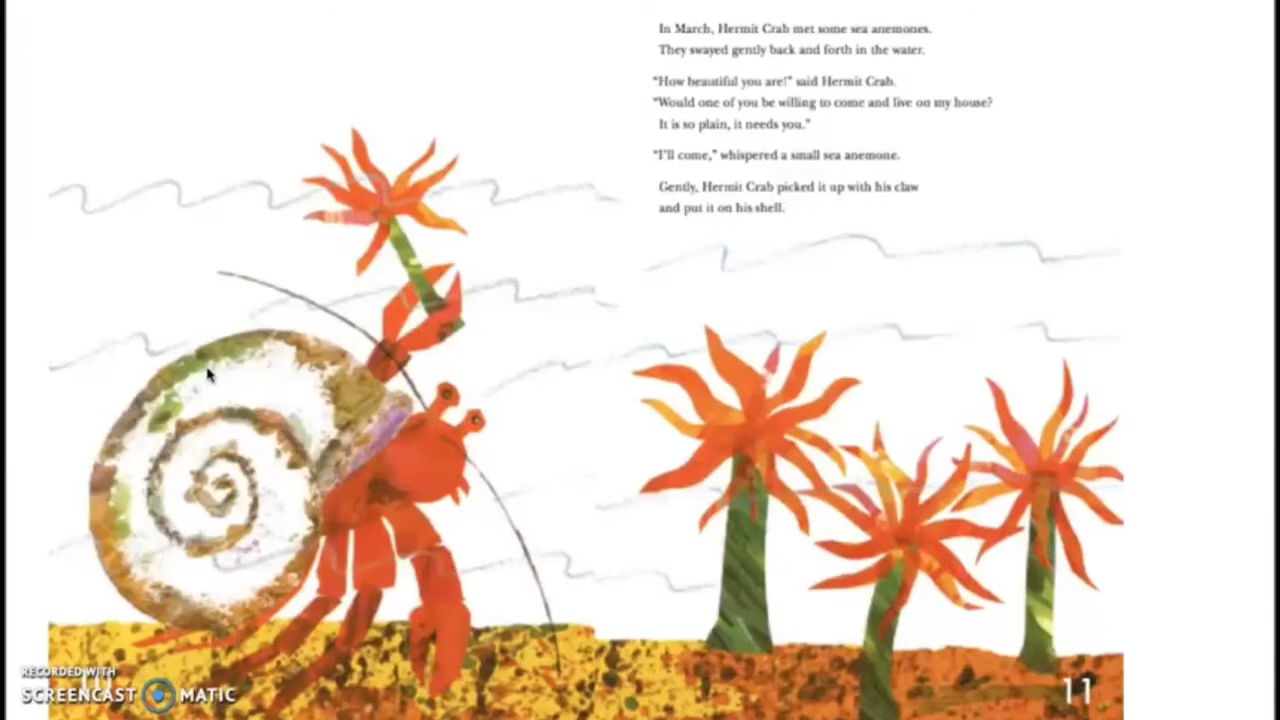 In March, Hermit Crab met some sea anemones.
They swayed gently back and forth in the water.
"How beautiful you are!" said Hermit Crab.
"Would one of you be willing to come and live on my house?
It is so plain, it needs you."
"I'll come," whispered a small sea anemone.
Gently, Hermit Crab picked it up with his claw
and put it on his shell.
RECORDED WITH
SCREENCAST MATIC
11